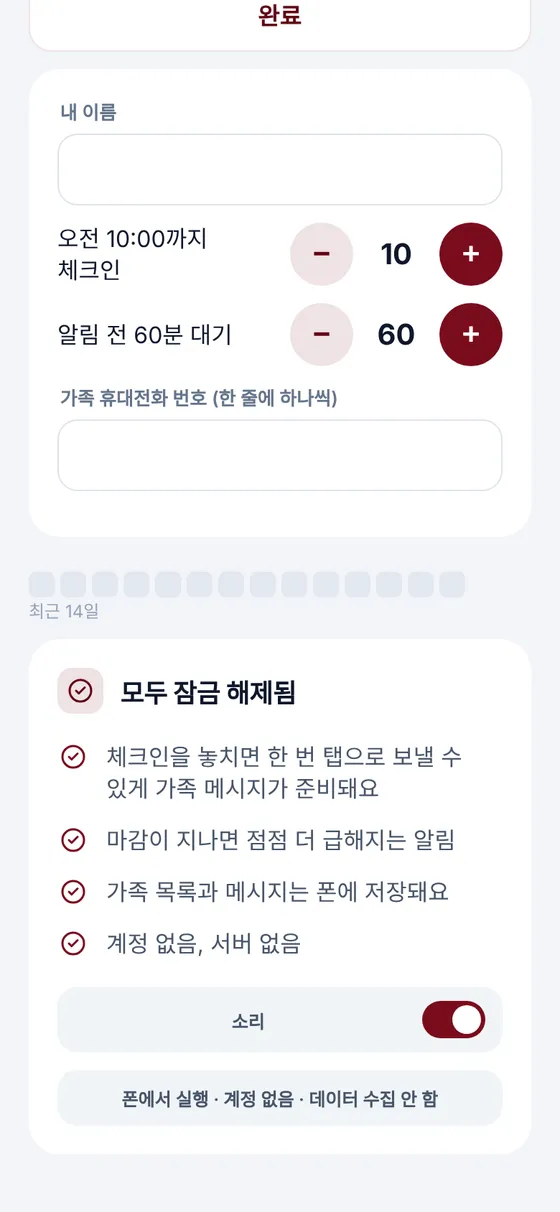 완료
내 이름
오전 10:00까지
체크인
− 10 +
알림 전 60분 대기
− 60 +
가족 휴대전화 번호 (한 줄에 하나씩)
최근 14일
모두 잠금 해제됨
체크인을 놓치면 한 번 탭으로 보낼 수
있게 가족 메시지가 준비돼요
마감이 지나면 점점 더 급해지는 알림
가족 목록과 메시지는 폰에 저장돼요
계정 없음, 서버 없음
소리
폰에서 실행 · 계정 없음 · 데이터 수집 안 함